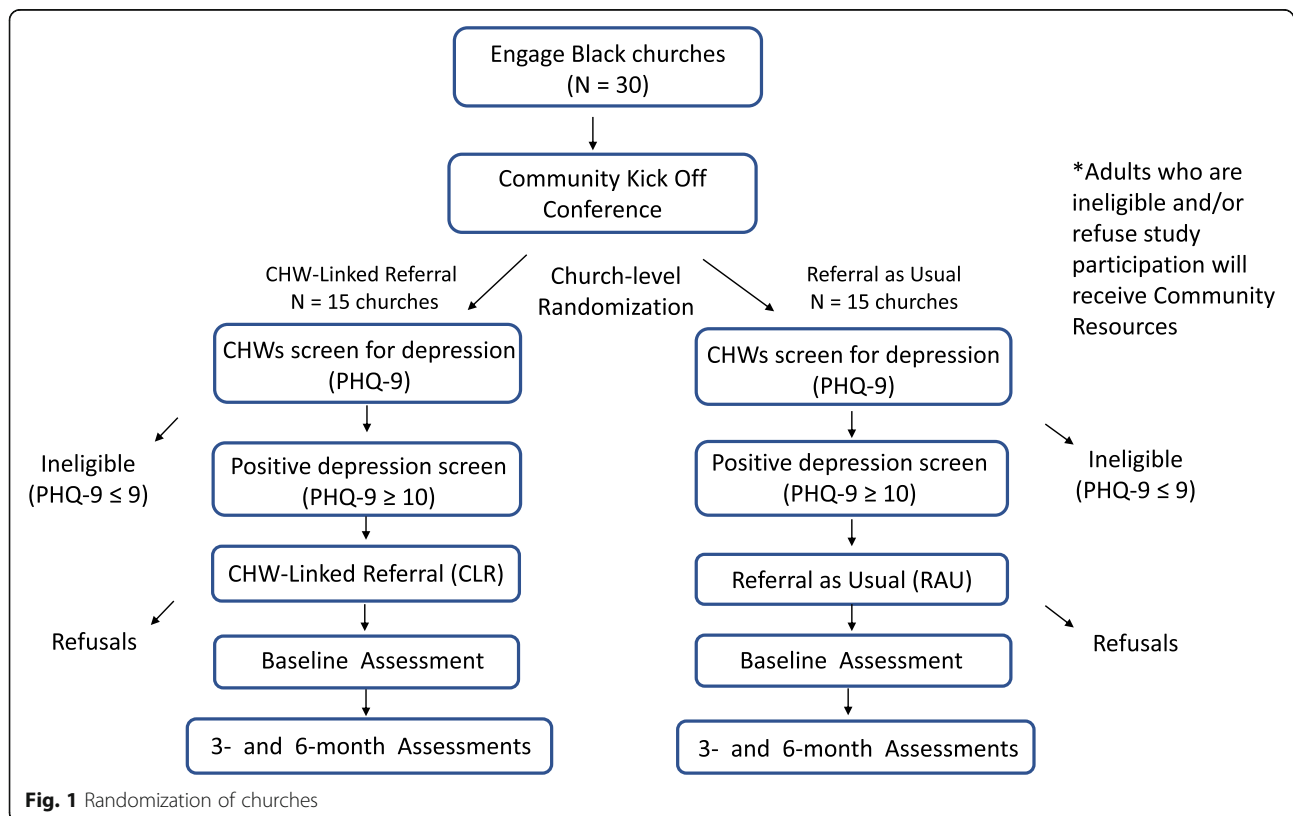 Engage Black churches
(N = 30)
Community Kick Off
Conference
*Adults who are
ineligible and/or
refuse study
participation will
receive Community
Resources
CHW-Linked Referral
N = 15 churches
Church-level
Randomization
Referral as Usual
N = 15 churches
CHWs screen for depression
(PHQ-9)
CHWs screen for depression
(PHQ-9)
Ineligible
(PHQ-9 ≤ 9)
Positive depression screen
(PHQ-9 ≥ 10)
Positive depression screen
(PHQ-9 ≥ 10)
Ineligible
(PHQ-9 ≤ 9)
CHW-Linked Referral (CLR)
Referral as Usual (RAU)
Refusals
Baseline Assessment
Baseline Assessment
Refusals
3- and 6-month Assessments
3- and 6-month Assessments
Fig. 1 Randomization of churches